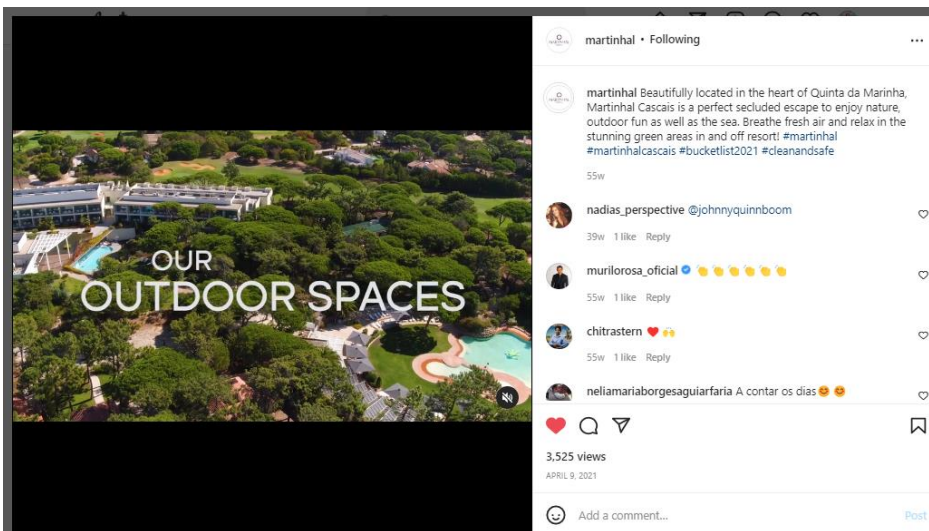 OUR
OUTDOOR SPACES
martinhal • Following
martinhal Beautifully located in the heart of Quinta da Marinha,
Martinhal Cascais is a perfect secluded escape to enjoy nature,
outdoor fun as well as the sea. Breathe fresh air and relax in the
stunning green areas in and off resort! #martinhal
#martinhalcascais #bucketlist2021 #cleanandsafe
55w
nadias_perspective @johnnyquinnboom
39w 1 like Reply
murilorosa_oficial 👏👏👏👏👏👏
55w 1 like Reply
chitrastern ❤️🙌
55w 1 like Reply
neliamariaborgesaguiarfaria A contar os dias😊😊
3,525 views
APRIL 9, 2021
Add a comment...
Post